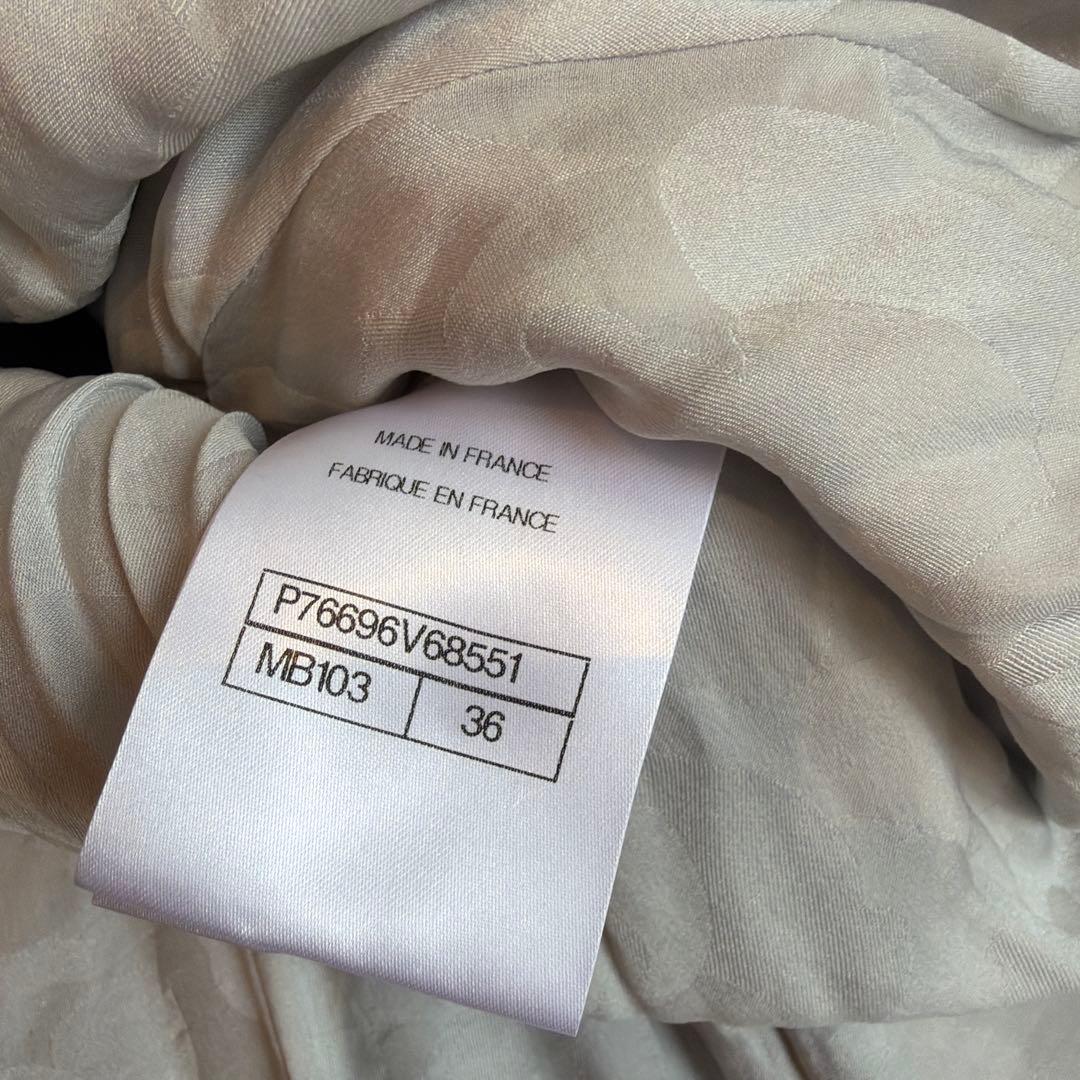 MADE IN FRANCE
FABRIQUE EN FRANCE
P76696V68551
MB103
36